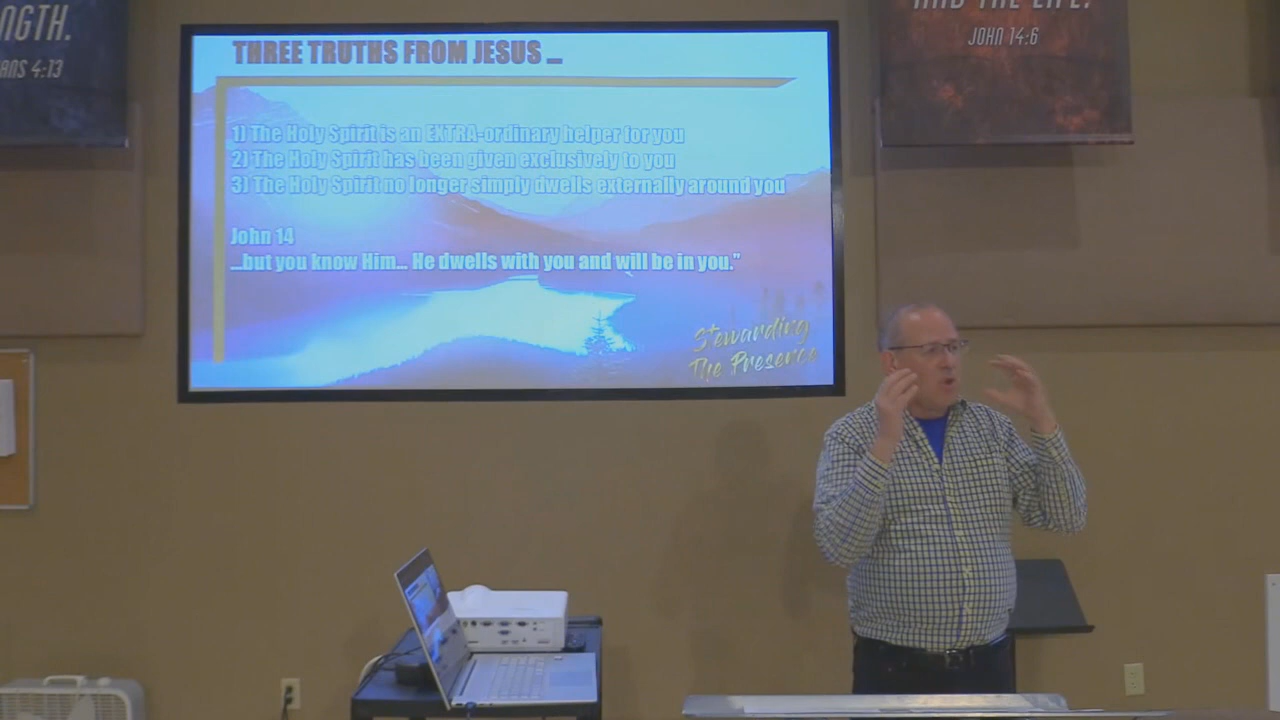 NGTH.
ANS 4:13
AND THE LIFE.
JOHN 14:6
THREE TRUTHS FROM JESUS ...
1) The Holy Spirit is an EXTRA-ordinary helper for you
2) The Holy Spirit has been given exclusively to you
3) The Holy Spirit no longer simply dwells externally around you
John 14
...but you know Him... He dwells with you and will be in you."
Stewarding
The Presence